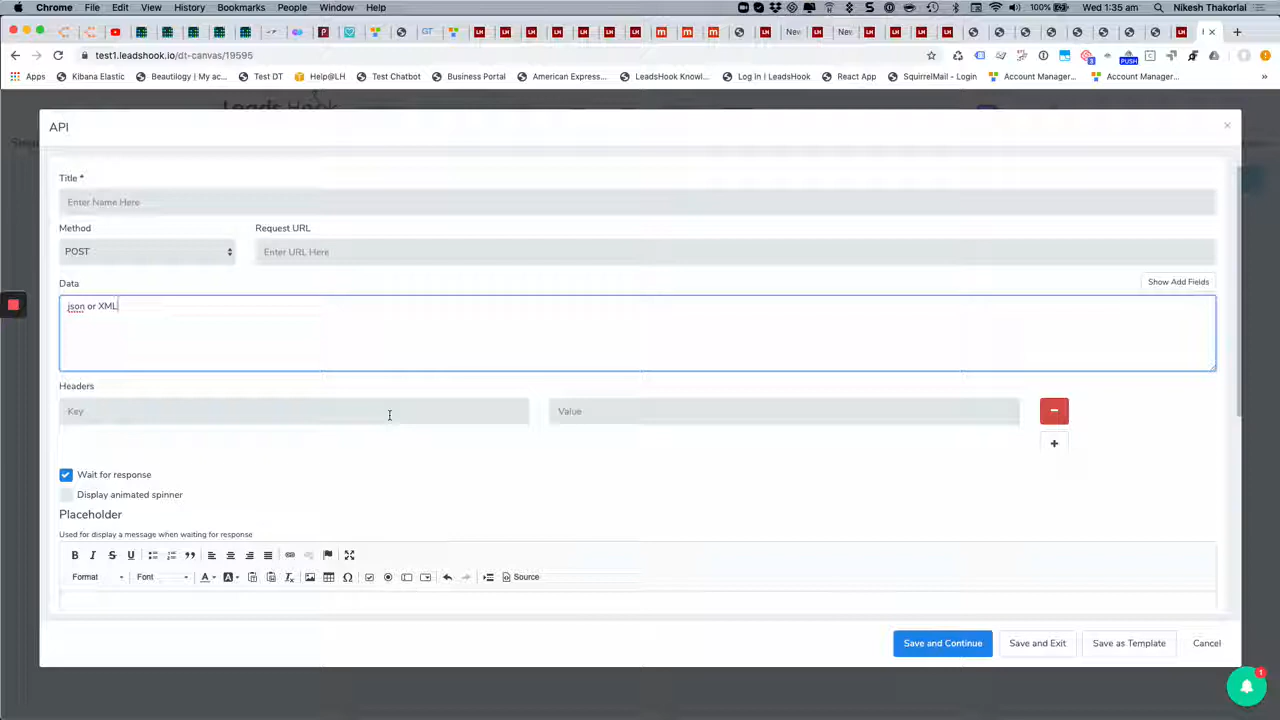 Chrome File Edit View History Bookmarks People Window Help 100% Wed 1:35 am Nikesh Thakorial
test1.leadshook.io/dt-canvas/19595
Apps Kibana Elastic Beautilogy | My ac... Test DT Help@LH Test Chatbot Business Portal American Express... LeadsHook Knowl... Log In | LeadsHook React App SquirrelMail - Login Account Manager... Account Manager... »
API
Title *
Enter Name Here
Method Request URL
POST Enter URL Here
Data Show Add Fields
json or XML
Headers
Key Value
Wait for response
Display animated spinner
Placeholder
Used for display a message when waiting for response
B I S U
Format Font A A Source
Save and Continue Save and Exit Save as Template Cancel
1